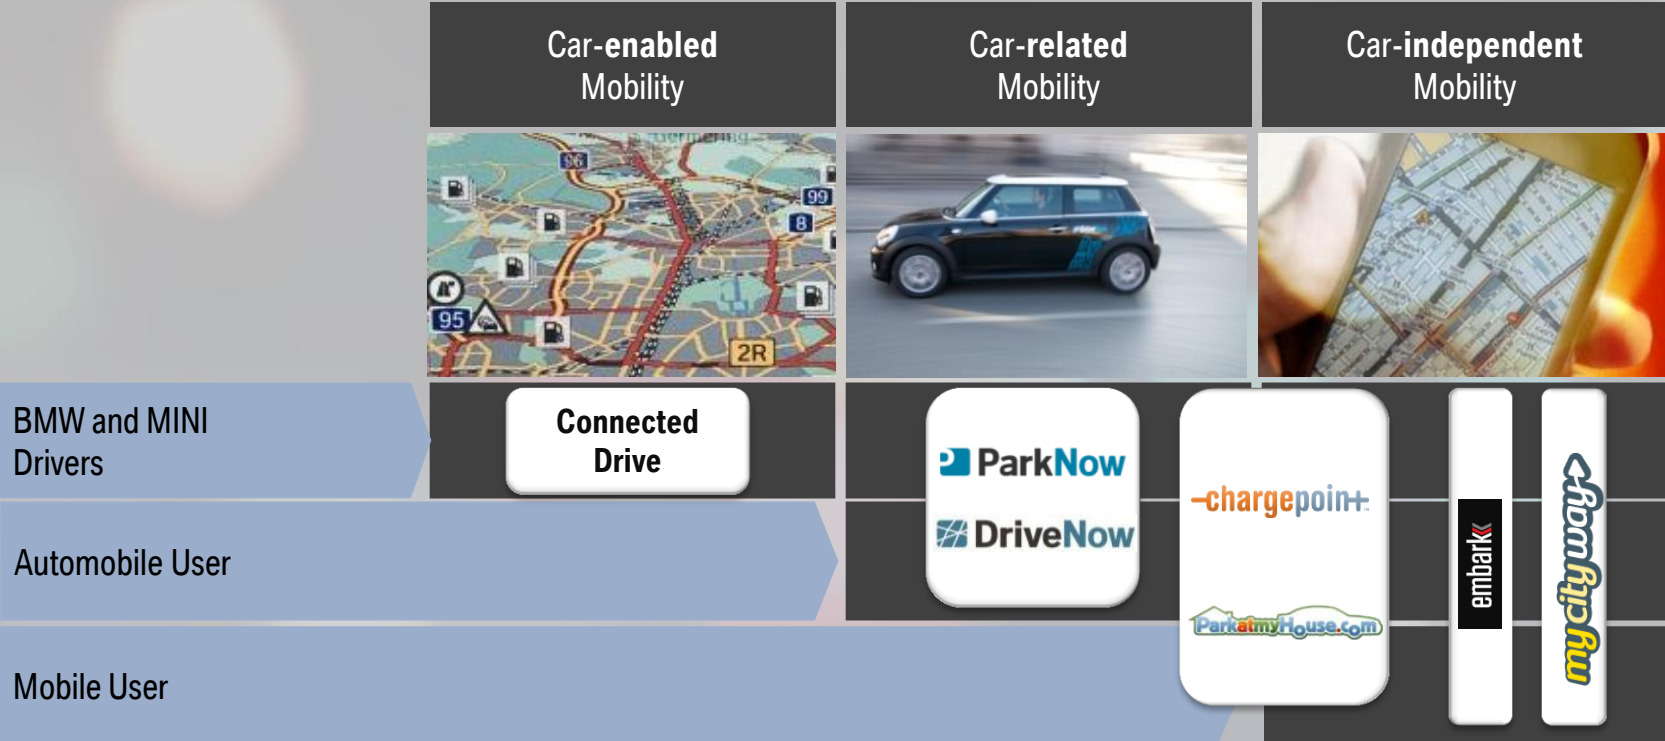 Car-enabled
Mobility
Car-related
Mobility
Car-independent
Mobility
96
99
8
95
2R
BMW and MINI
Drivers
Connected
Drive
ParkNow
DriveNow
-chargepoin+
ParkatmyHouse.com
embark
mycityway
Automobile User
Mobile User